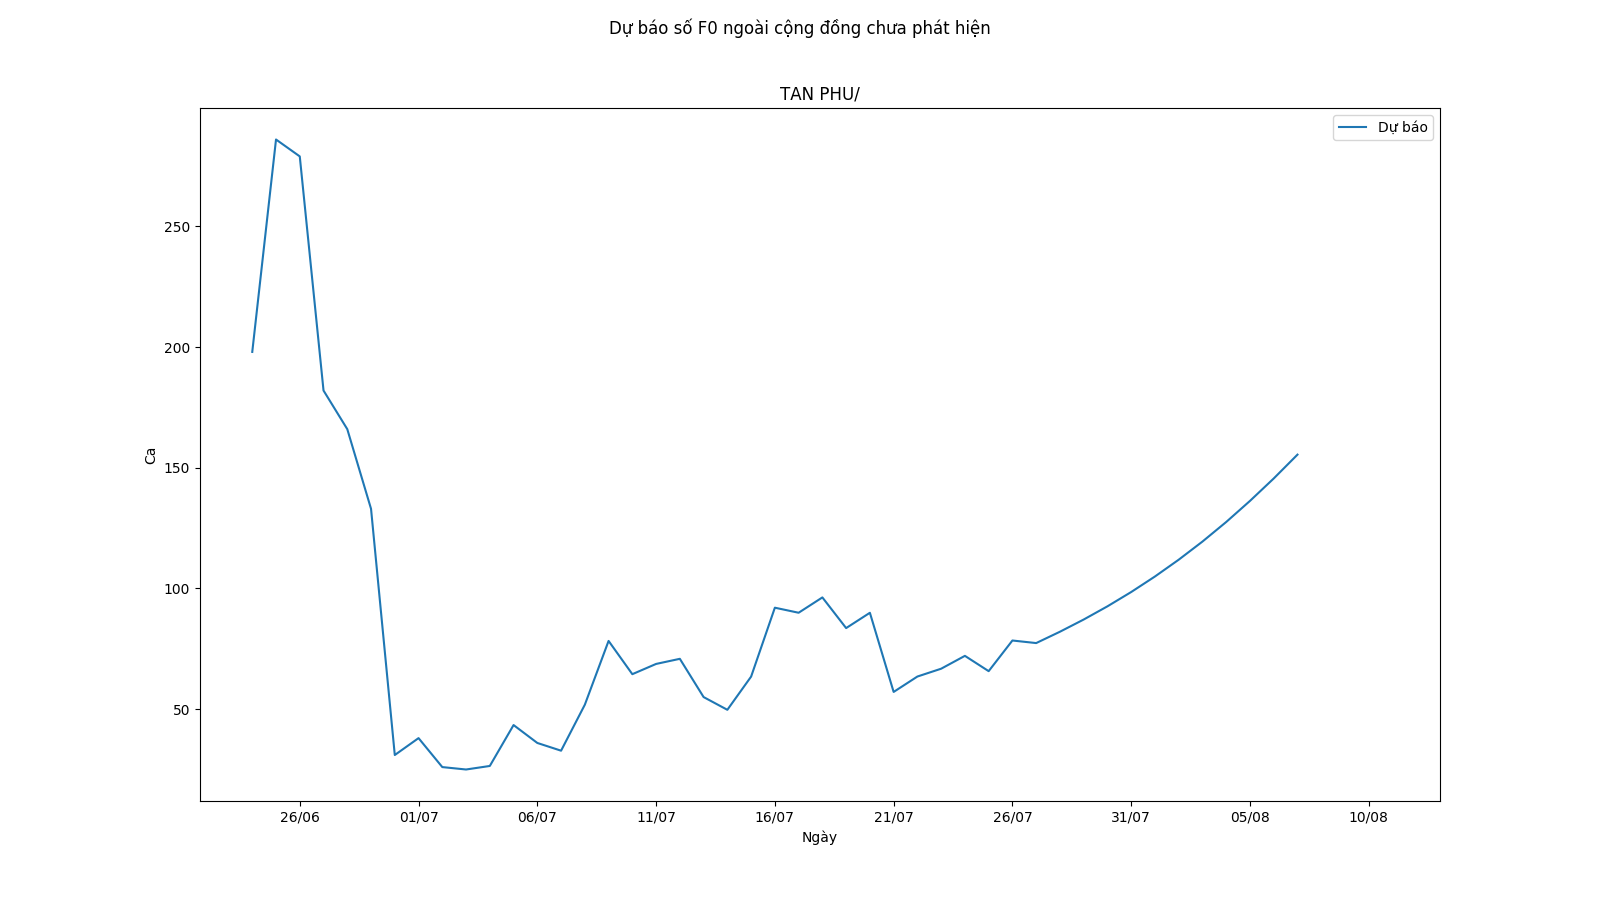 Dự báo số F0 ngoài cộng đồng chưa phát hiện
TAN PHU/
Dự báo
Ca
250
200
150
100
50
26/06 01/07 06/07 11/07 16/07 21/07 26/07 31/07 05/08 10/08
Ngày